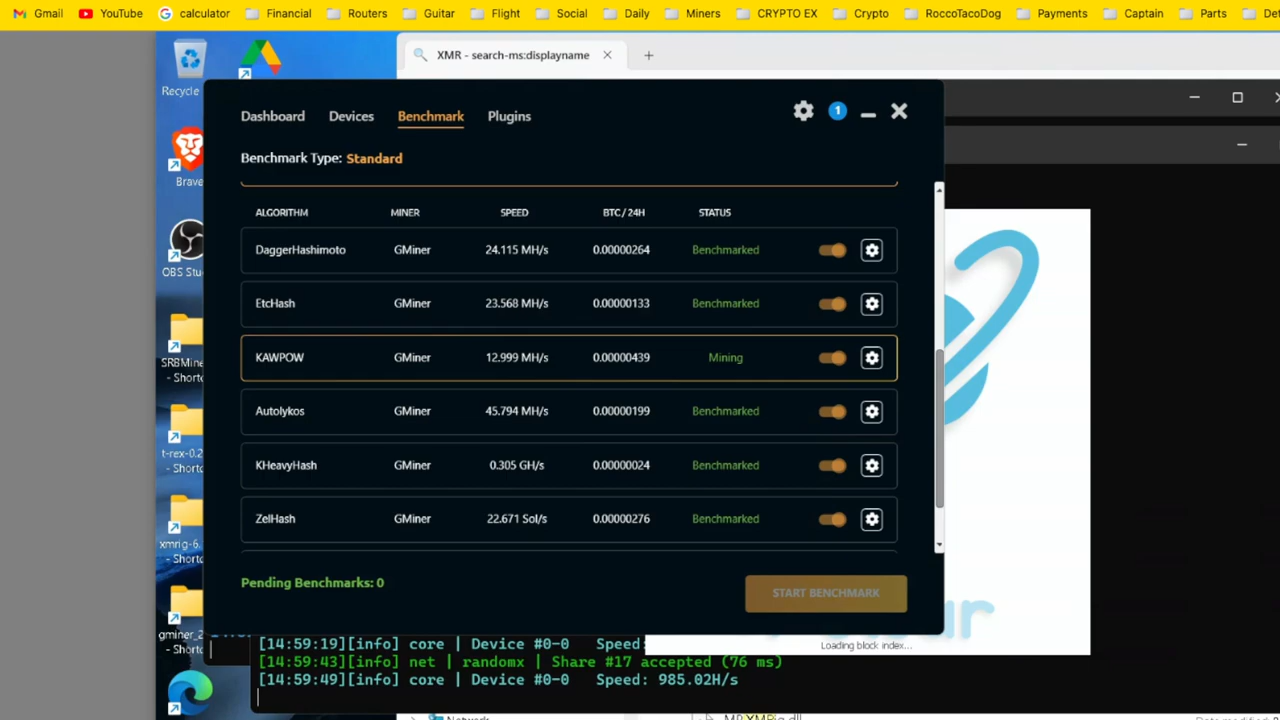 Gmail YouTube calculator Financial Routers Guitar Flight Social Daily Miners CRYPTO EX Crypto RoccoTacoDog Payments Captain Parts
XMR - search-ms:displayname
Recycle
Brave
OBS Stu
SRBMine
- Shortc
t-rex-0.2
- Shortc
xmrig-6.
- Shortc
gminer_2
- Shortc
Dashboard Devices Benchmark Plugins 1
Benchmark Type: Standard
ALGORITHM MINER SPEED BTC/24H STATUS
DaggerHashimoto GMiner 24.115 MH/s 0.00000264 Benchmarked
EtcHash GMiner 23.568 MH/s 0.00000133 Benchmarked
KAWPOW GMiner 12.999 MH/s 0.00000439 Mining
Autolykos GMiner 45.794 MH/s 0.00000199 Benchmarked
KHeavyHash GMiner 0.305 GH/s 0.00000024 Benchmarked
ZelHash GMiner 22.671 Sol/s 0.00000276 Benchmarked
Pending Benchmarks: 0
START BENCHMARK
Loading block index...
[14:59:19][info] core | Device #0-0 Speed:
[14:59:43][info] net | randomx | Share #17 accepted (76 ms)
[14:59:49][info] core | Device #0-0 Speed: 985.02H/s